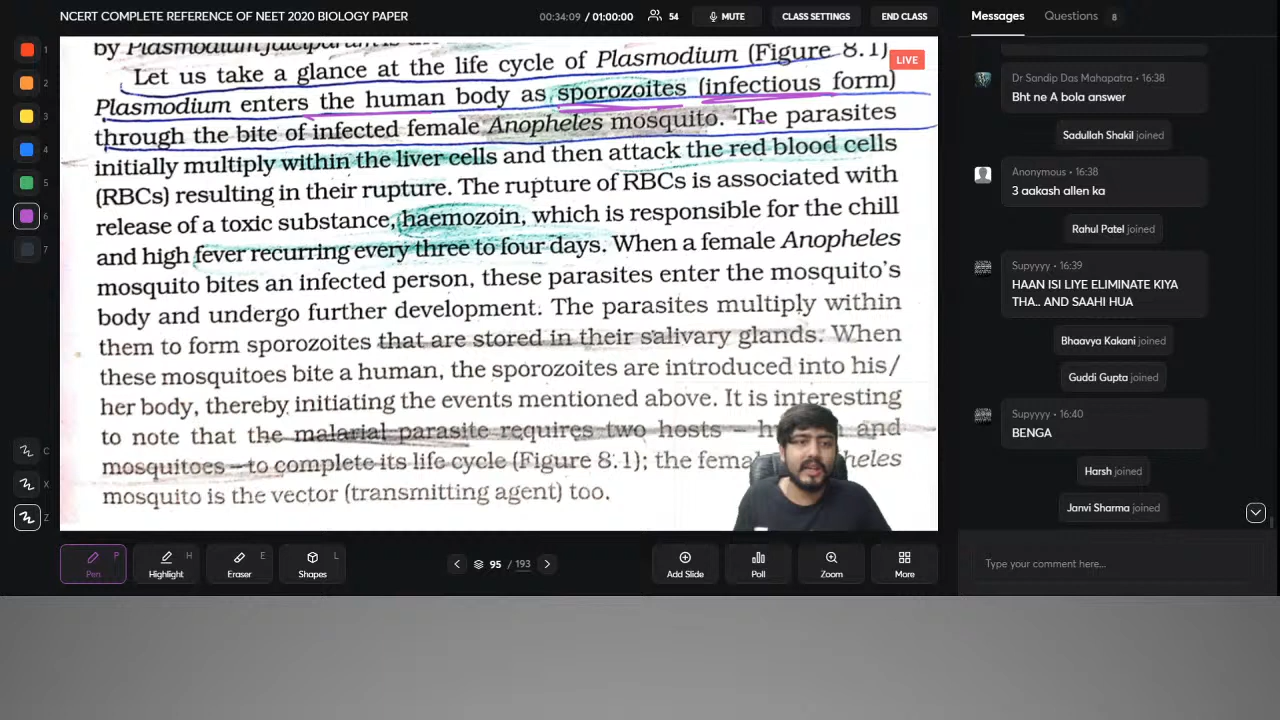 NCERT COMPLETE REFERENCE OF NEET 2020 BIOLOGY PAPER
00:34:09 / 01:00:00
54
MUTE
CLASS SETTINGS
END CLASS
LIVE
1
2
3
4
5
6
7
C
X
Z
by Plasmodium falciparum is
Let us take a glance at the life cycle of Plasmodium (Figure 8.1).
Plasmodium enters the human body as sporozoites (infectious form)
through the bite of infected female Anopheles mosquito. The parasites
initially multiply within the liver cells and then attack the red blood cells
(RBCs) resulting in their rupture. The rupture of RBCs is associated with
release of a toxic substance, haemozoin, which is responsible for the chill
and high fever recurring every three to four days. When a female Anopheles
mosquito bites an infected person, these parasites enter the mosquito's
body and undergo further development. The parasites multiply within
them to form sporozoites that are stored in their salivary glands. When
these mosquitoes bite a human, the sporozoites are introduced into his/
her body, thereby initiating the events mentioned above. It is interesting
to note that the malarial parasite requires two hosts – and
mosquitoes – to complete its life cycle (Figure 8.1); the
mosquito is the vector (transmitting agent) too.
Pen P
Highlight H
Eraser E
Shapes L
95 / 193
Add Slide
Poll
Zoom
More
Messages
Questions 8
Dr Sandip Das Mahapatra • 16:38
Bht ne A bola answer
Sadullah Shakil joined
Anonymous • 16:38
3 aakash allen ka
Rahul Patel joined
Supyyyy • 16:39
HAAN ISI LIYE ELIMINATE KIYA
THA.. AND SAAHI HUA
Bhaavya Kakani joined
Guddi Gupta joined
Supyyyy • 16:40
BENGA
Harsh joined
Janvi Sharma joined
Type your comment here...